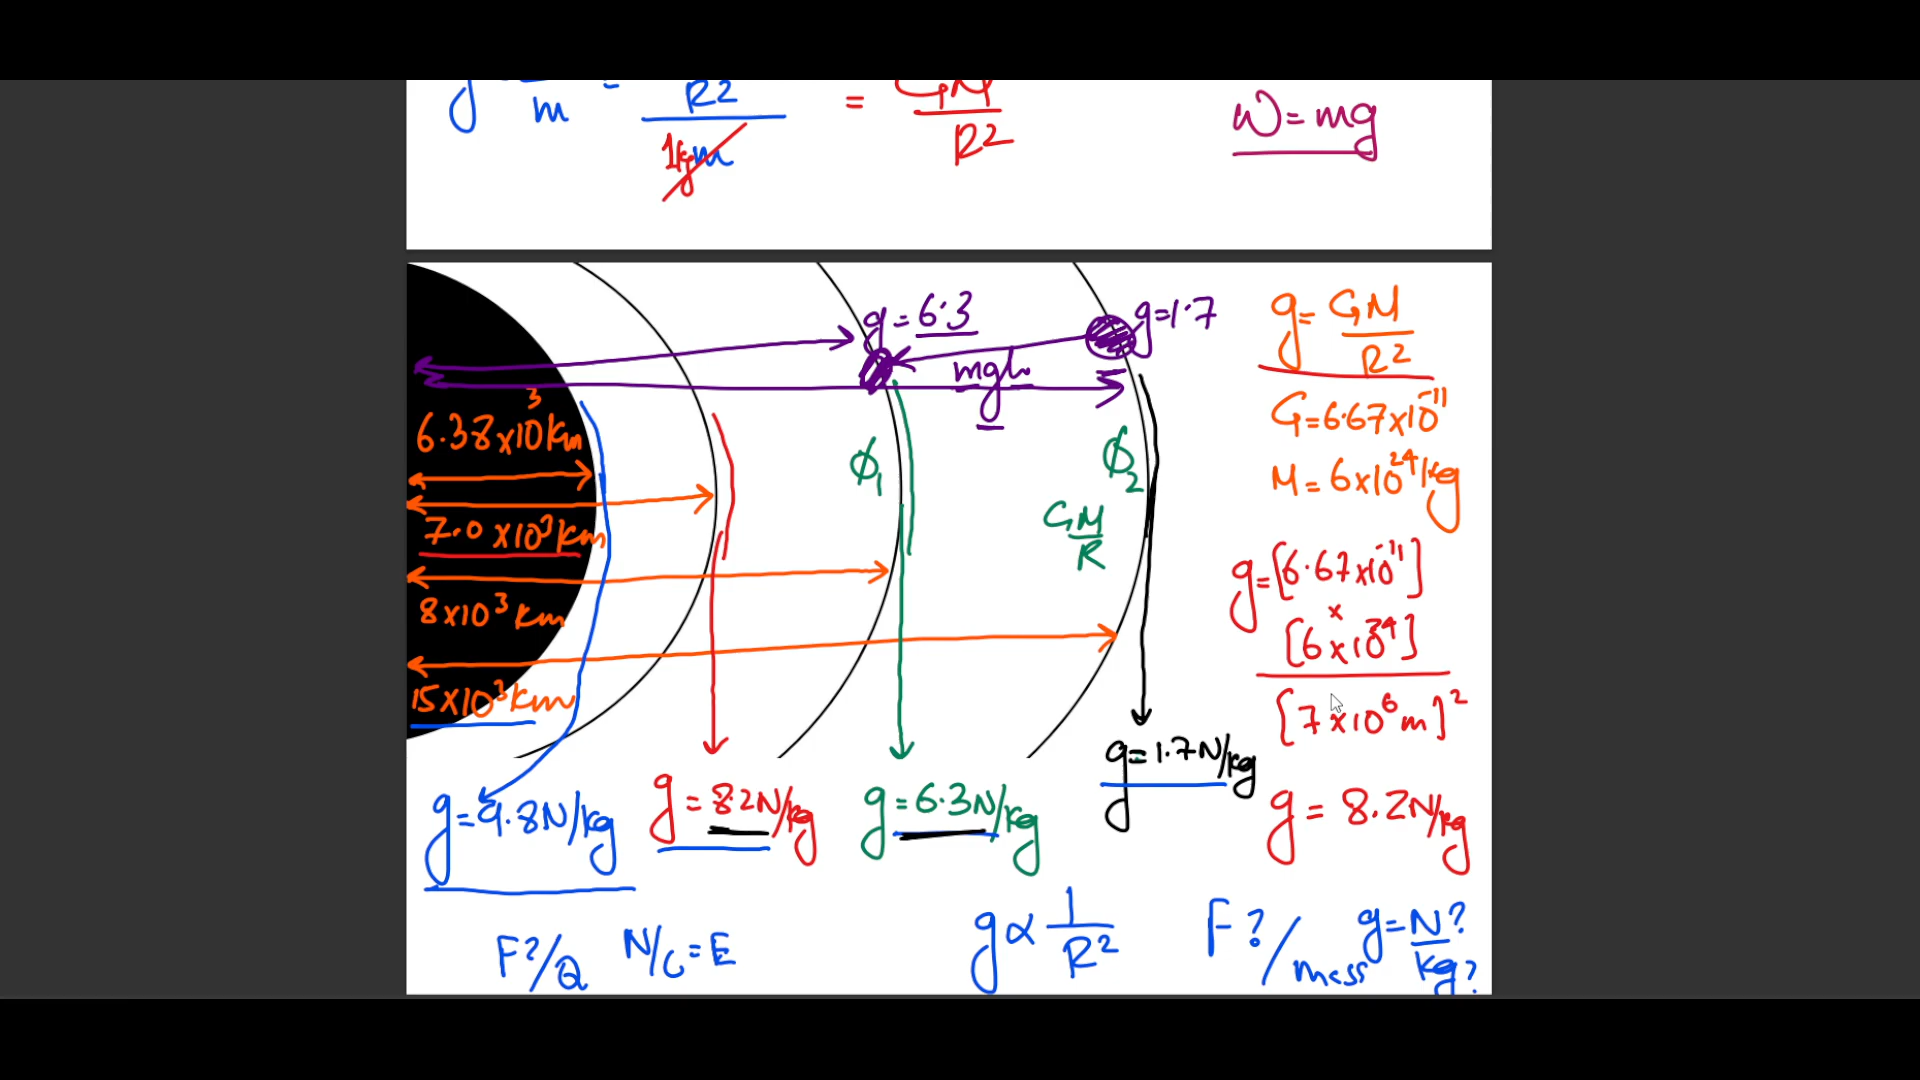 g = m = R2 / 1kg m = GM / R2
W = mg
g = 6.3
g=1.7
mgh
6.38x10^3 km
7.0 x10^3 km
8x10^3 km
15x10^3 km
ϕ1
ϕ2
GM/R
g = GM/R2
G=6.67x10^-11
M= 6x10^24 kg
g=[6.67x10^-11]
x
[6x10^24]
[7x10^6 m]^2
g = 8.2N/kg
g=9.8N/kg
g = 8.2N/kg
g =6.3N/kg
g=1.7N/kg
F?/Q N/C = E
g ∝ 1/R2
F?/mass g=N?/kg?